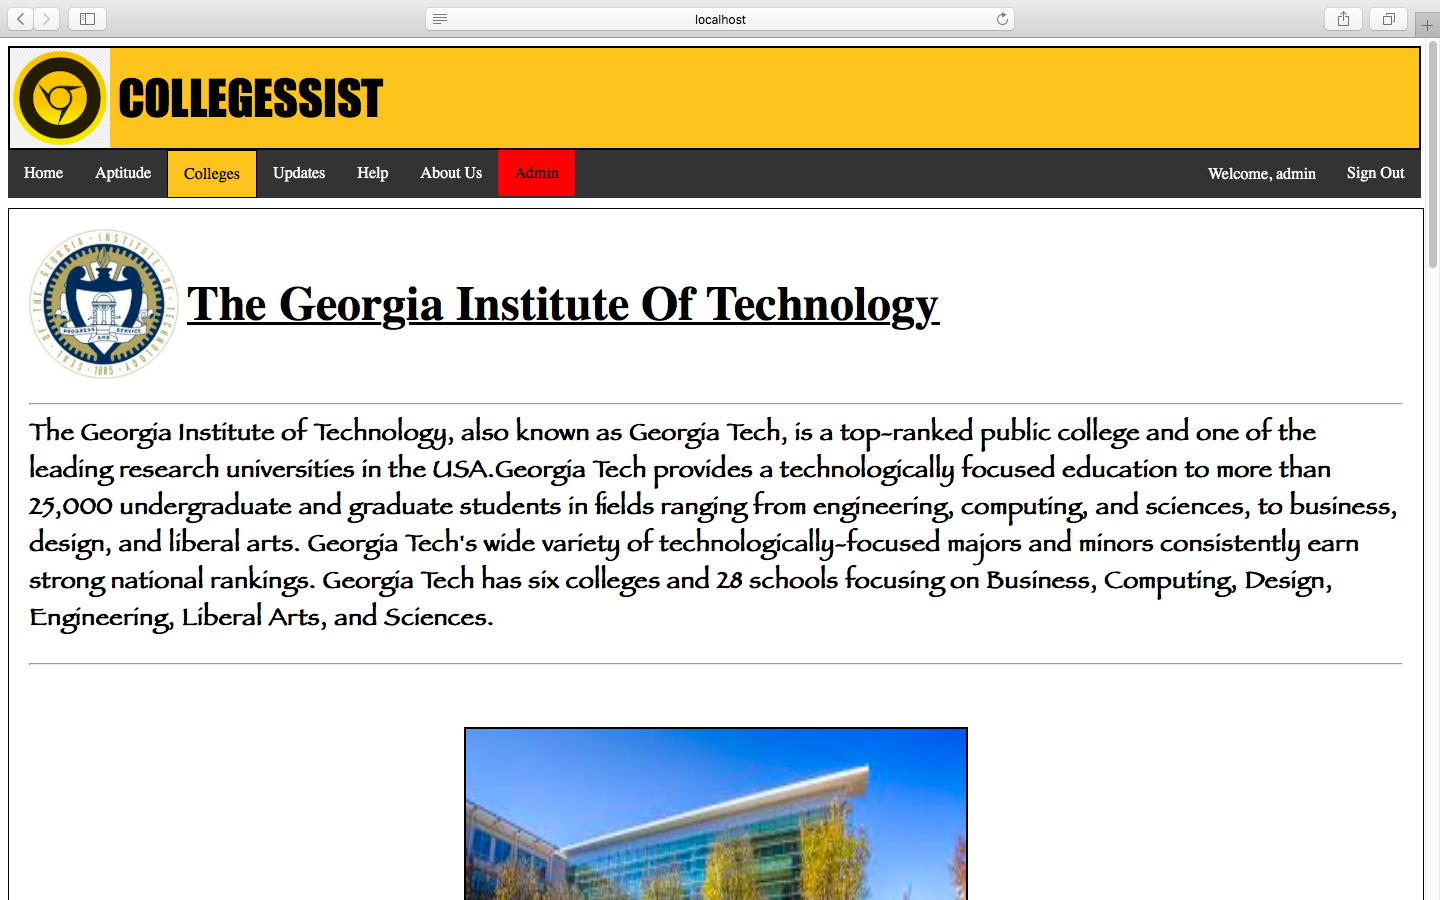 localhost
COLLEGESSIST
Home Aptitude Colleges Updates Help About Us Admin Welcome, admin Sign Out
THE GEORGIA INSTITUTE OF TECHNOLOGY
SEAL OF
PROGRESS AND SERVICE
1885
The Georgia Institute Of Technology
The Georgia Institute of Technology, also known as Georgia Tech, is a top-ranked public college and one of the
leading research universities in the USA.Georgia Tech provides a technologically focused education to more than
25,000 undergraduate and graduate students in fields ranging from engineering, computing, and sciences, to business,
design, and liberal arts. Georgia Tech's wide variety of technologically-focused majors and minors consistently earn
strong national rankings. Georgia Tech has six colleges and 28 schools focusing on Business, Computing, Design,
Engineering, Liberal Arts, and Sciences.